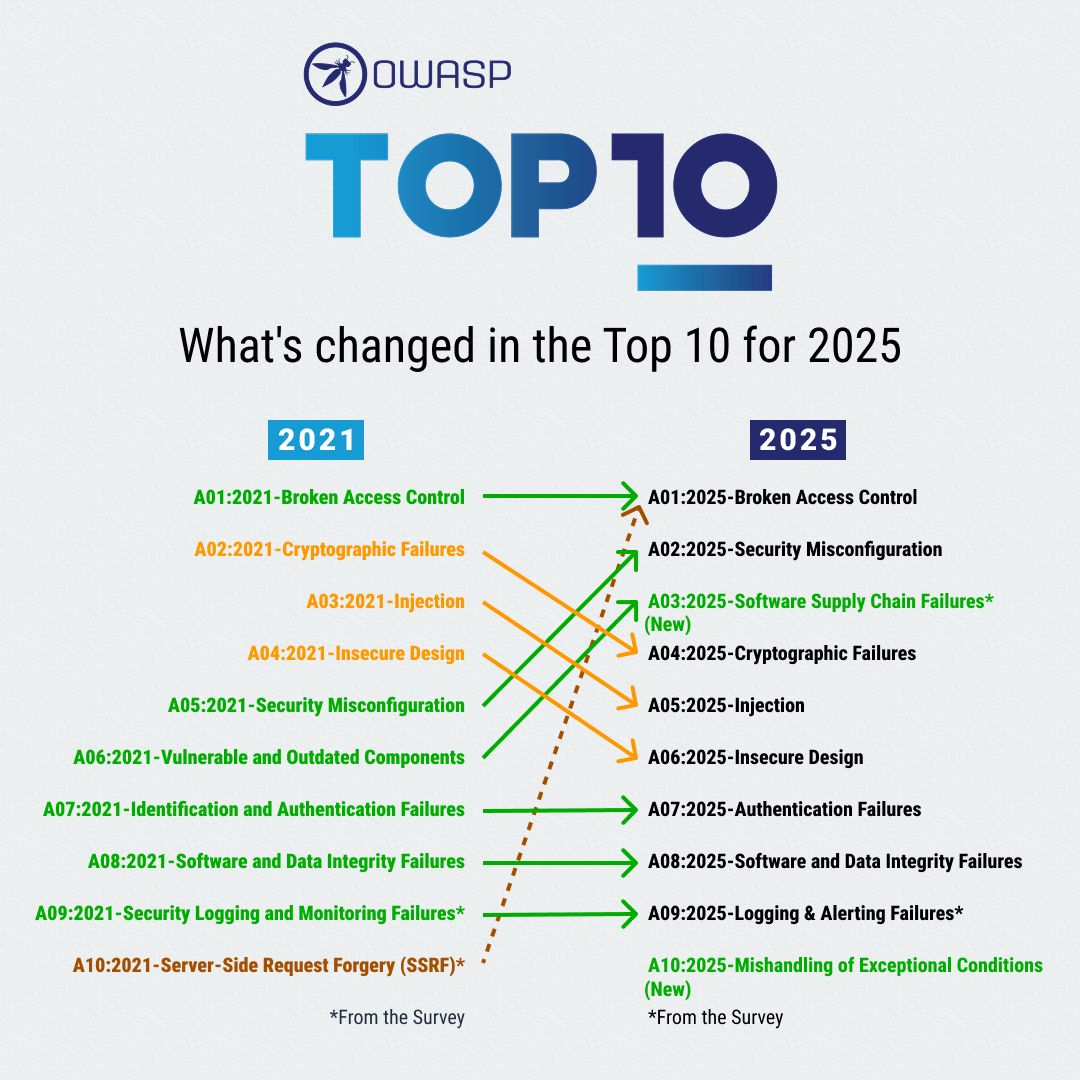 OWASP
TOP10
What's changed in the Top 10 for 2025
2021
2025
A01:2021-Broken Access Control
A01:2025-Broken Access Control
A02:2021-Cryptographic Failures
A02:2025-Security Misconfiguration
A03:2021-Injection
A03:2025-Software Supply Chain Failures*
(New)
A04:2021-Insecure Design
A04:2025-Cryptographic Failures
A05:2021-Security Misconfiguration
A05:2025-Injection
A06:2021-Vulnerable and Outdated Components
A06:2025-Insecure Design
A07:2021-Identification and Authentication Failures
A07:2025-Authentication Failures
A08:2021-Software and Data Integrity Failures
A08:2025-Software and Data Integrity Failures
A09:2021-Security Logging and Monitoring Failures*
A09:2025-Logging & Alerting Failures*
A10:2021-Server-Side Request Forgery (SSRF)*
A10:2025-Mishandling of Exceptional Conditions
(New)
*From the Survey
*From the Survey